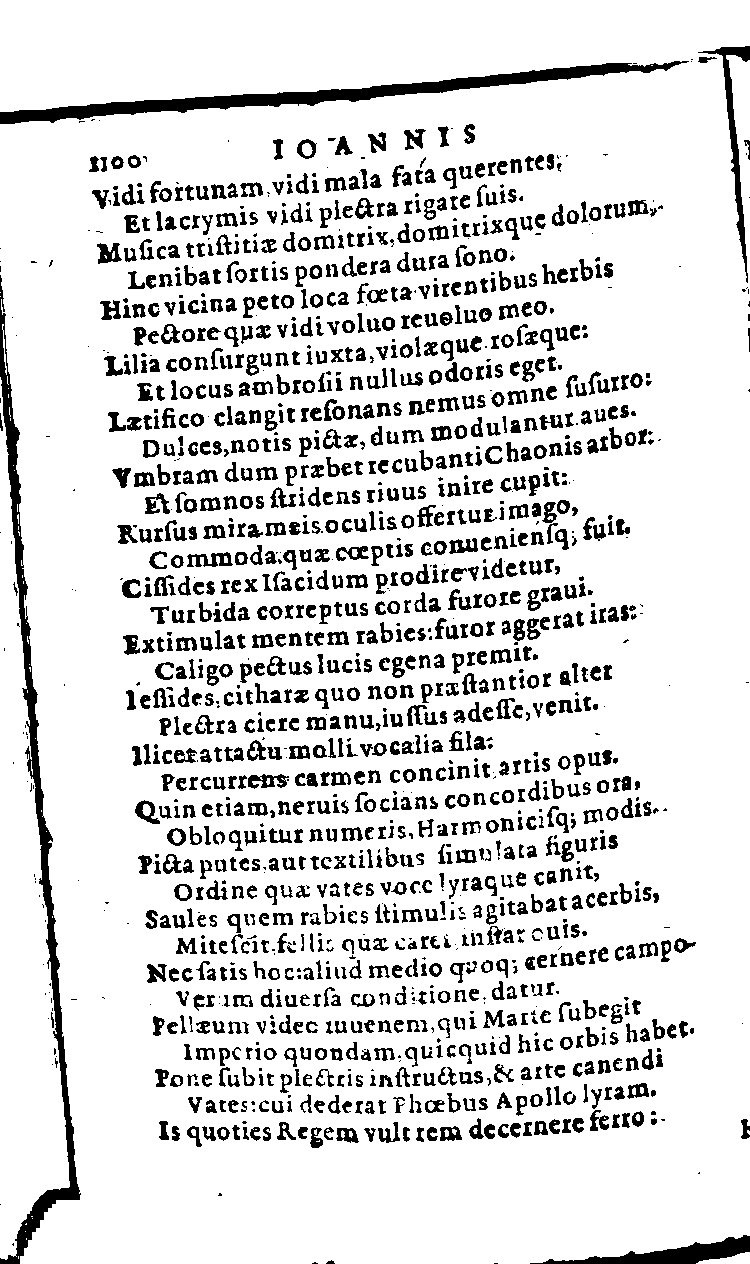 1100 IOANNIS
Vidi fortunam, vidi mala fata querentes,
Et lacrymis vidi plectra rigare ſuis.
Muſica triſtitiæ domitrix, domitrixque dolorum,
Lenibat ſortis pondera dura ſono.
Hinc vicina peto loca fœta virentibus herbis
Pectore quæ vidi voluo reuoluo meo.
Lilia conſurgunt iuxta, violæque roſæque:
Et locus ambroſii nullus odoris eget.
Lætifico clangit reſonans nemus omne ſuſurro:
Dulces, notis pictæ, dum modulantur aues.
Vmbram dum præbet recubanti Chaonis arbor:
Et ſomnos ſtridens riuus inire cupit:
Rurſus mira meis oculis offertur imago,
Commoda quæ cœptis conuenienſq; fuit.
Ciſſides rex Iſacidum prodire videtur,
Turbida correptus corda furore graui.
Extimulat mentem rabies: furor aggerat iras:
Caligo pectus lucis egena premit.
Ieſſides, citharæ quo non præſtantior alter
Plectra ciere manu, iuſſus adeſſe, venit.
Ilicet attactu molli vocalia fila:
Percurrens carmen concinit artis opus.
Quin etiam, neruis ſocians concordibus ora,
Obloquitur numeris, Harmoniciſq; modis.
Picta putes, aut textilibus ſimulata figuris
Ordine quæ vates voce lyraque canit,
Saules quem rabies ſtimulis agitabat acerbis,
Miteſcit, fellis quæ caret inſtar ouis.
Nec ſatis hoc: aliud medio quoq; cernere campo
Verum diuerſa conditione, datur.
Pellæum video iuuenem, qui Marte ſubegit
Imperio quondam, quicquid hic orbis habet.
Pone ſubit plectris inſtructus, & arte canendi
Vates: cui dederat Phœbus Apollo lyram.
Is quoties Regem vult rem decernere ferro: